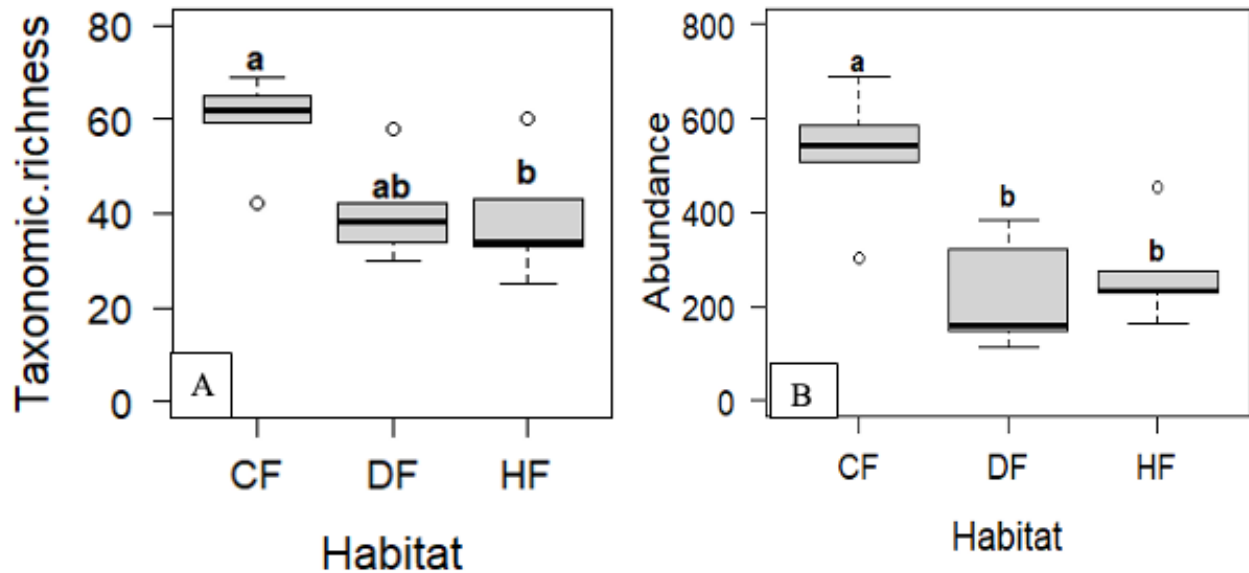 Taxonomic.richness
80
60
40
20
0
a
ab
b
A
CF DF HF
Habitat
Abundance
800
600
400
200
0
a
b
b
B
CF DF HF
Habitat